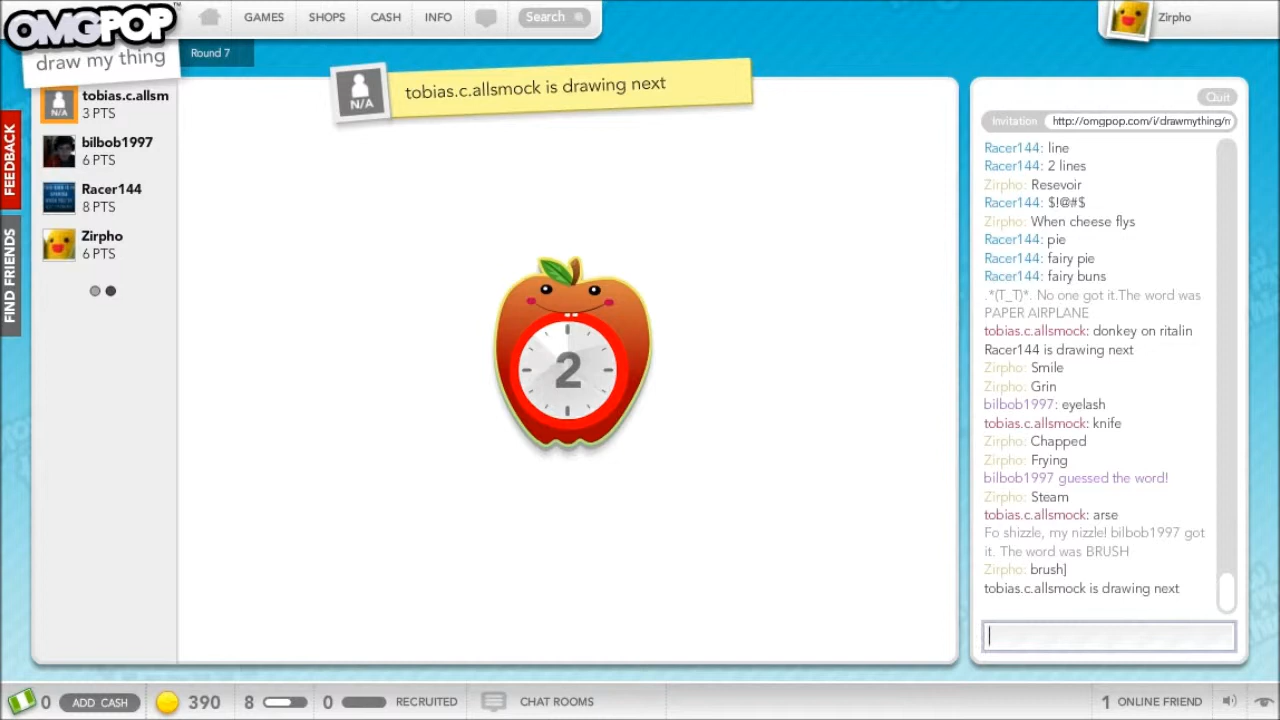 OMGPOP™
GAMES
SHOPS
CASH
INFO
Search
Zirpho
draw my thing
Round 7
FEEDBACK
FIND FRIENDS
N/A
tobias.c.allsm
3 PTS
bilbob1997
6 PTS
Racer144
8 PTS
Zirpho
6 PTS
N/A
tobias.c.allsmock is drawing next
2
Quit
Invitation
http://omgpop.com/i/drawmything/
Racer144: line
Racer144: 2 lines
Zirpho: Resevoir
Racer144: $!@#$
Zirpho: When cheese flys
Racer144: pie
Racer144: fairy pie
Racer144: fairy buns
.*(T_T)*. No one got it.The word was
PAPER AIRPLANE
tobias.c.allsmock: donkey on ritalin
Racer144 is drawing next
Zirpho: Smile
Zirpho: Grin
bilbob1997: eyelash
tobias.c.allsmock: knife
Zirpho: Chapped
Zirpho: Frying
bilbob1997 guessed the word!
Zirpho: Steam
tobias.c.allsmock: arse
Fo shizzle, my nizzle! bilbob1997 got
it. The word was BRUSH
Zirpho: brush]
tobias.c.allsmock is drawing next
0
ADD CASH
390
8
0
RECRUITED
CHAT ROOMS
1 ONLINE FRIEND